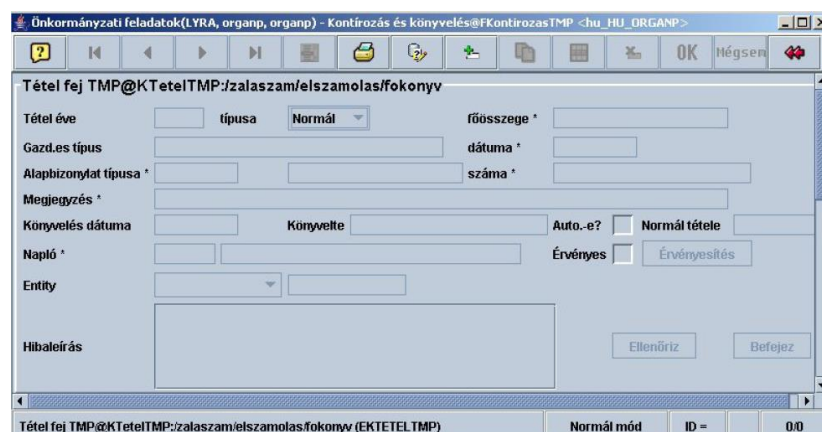 Önkormányzati feladatok(LYRA, organp, organp) - Kontírozás és könyvelés@FKontirozasTMP <hu_HU_ORGANP>
OK Mégsem
Tétel fej TMP@KTetelTMP:/zalaszam/elszamolas/fokonyv
Tétel éve típusa Normál főösszege *
Gazd.es típus dátuma *
Alapbizonylat típusa * száma *
Megjegyzés *
Könyvelés dátuma Könyvelte Auto.-e? Normál tétele
Napló * Érvényes Érvényesítés
Entity
Hibaleírás Ellenőriz Befejez
Tétel fej TMP@KTetelTMP:/zalaszam/elszamolas/fokonyv (EKTETELTMP) Normál mód ID = 0/0